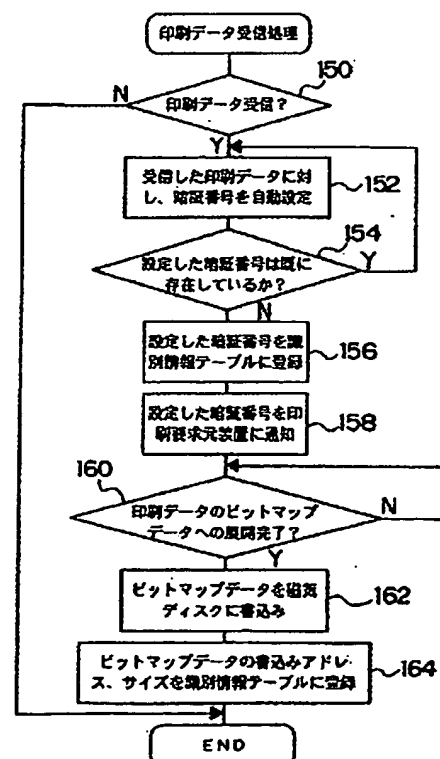 印刷データ受信処理
150
N
印刷データ受信？
Y
受信した印刷データに対
し、暗証番号を自動設定
152
154
設定した暗証番号は既に
存在しているか？
Y
N
設定した暗証番号を識
別情報テーブルに登録
156
設定した暗証番号を印
刷要求元装置に通知
158
160
印刷データのビットマップ
データへの展開完了？
N
Y
ビットマップデータを磁気
ディスクに書込み
162
ビットマップデータの書込みアドレ
ス、サイズを識別情報テーブルに登録
164
END